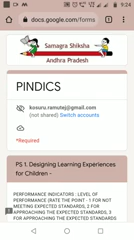 9:24
docs.google.com/forms
Samagra Shiksha
Andhra Pradesh
PINDICS
kosuru.ramutej@gmail.com
(not shared) Switch accounts
*Required
PS 1. Designing Learning Experiences
for Children -
PERFORMANCE INDICATORS : LEVEL OF
PERFORMANCE (RATE THE POINT - 1 FOR
NOT MEETING EXPECTED STANDARDS, 2 FOR
APPROACHING THE EXPECTED STANDARDS, 3
FOR APPROACHING EXPECTED STANDARDS